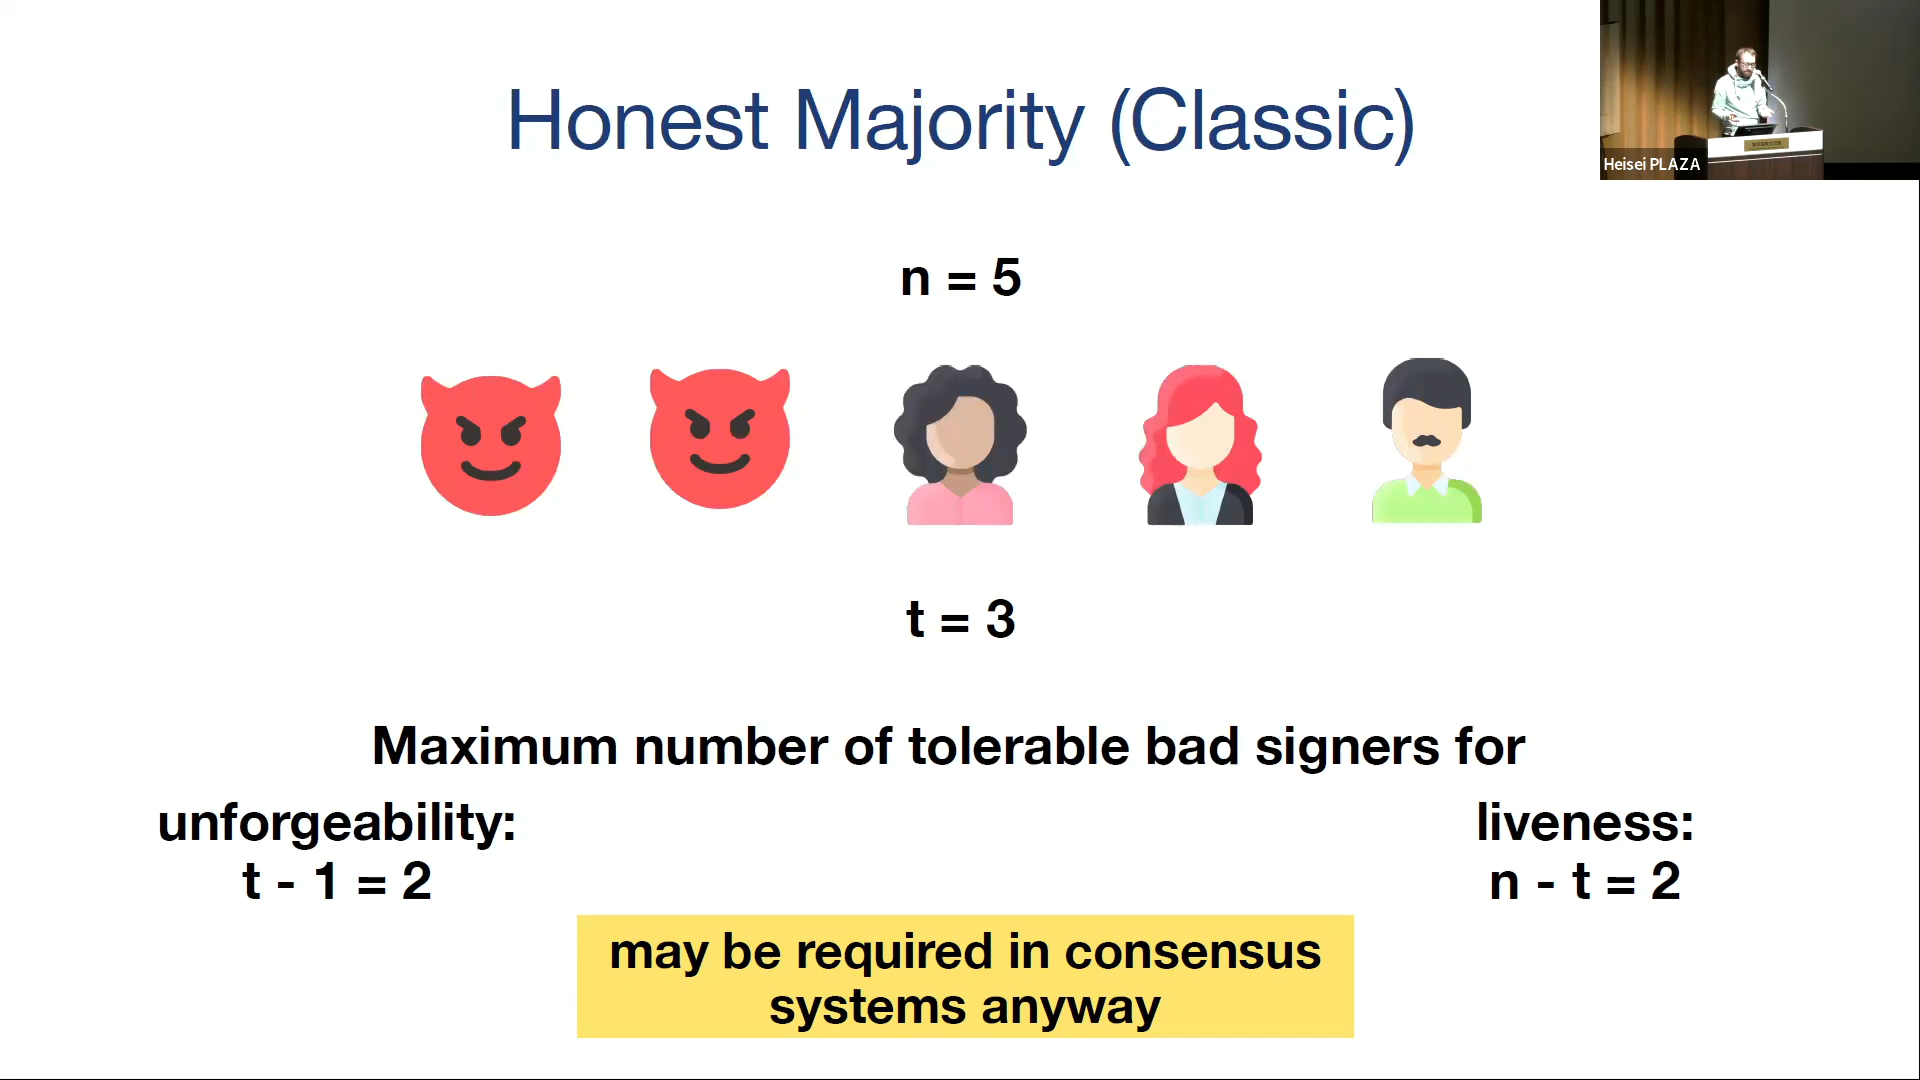 Honest Majority (Classic)
Heisei PLAZA
n = 5
t = 3
Maximum number of tolerable bad signers for
unforgeability:
t - 1 = 2
liveness:
n - t = 2
may be required in consensus
systems anyway